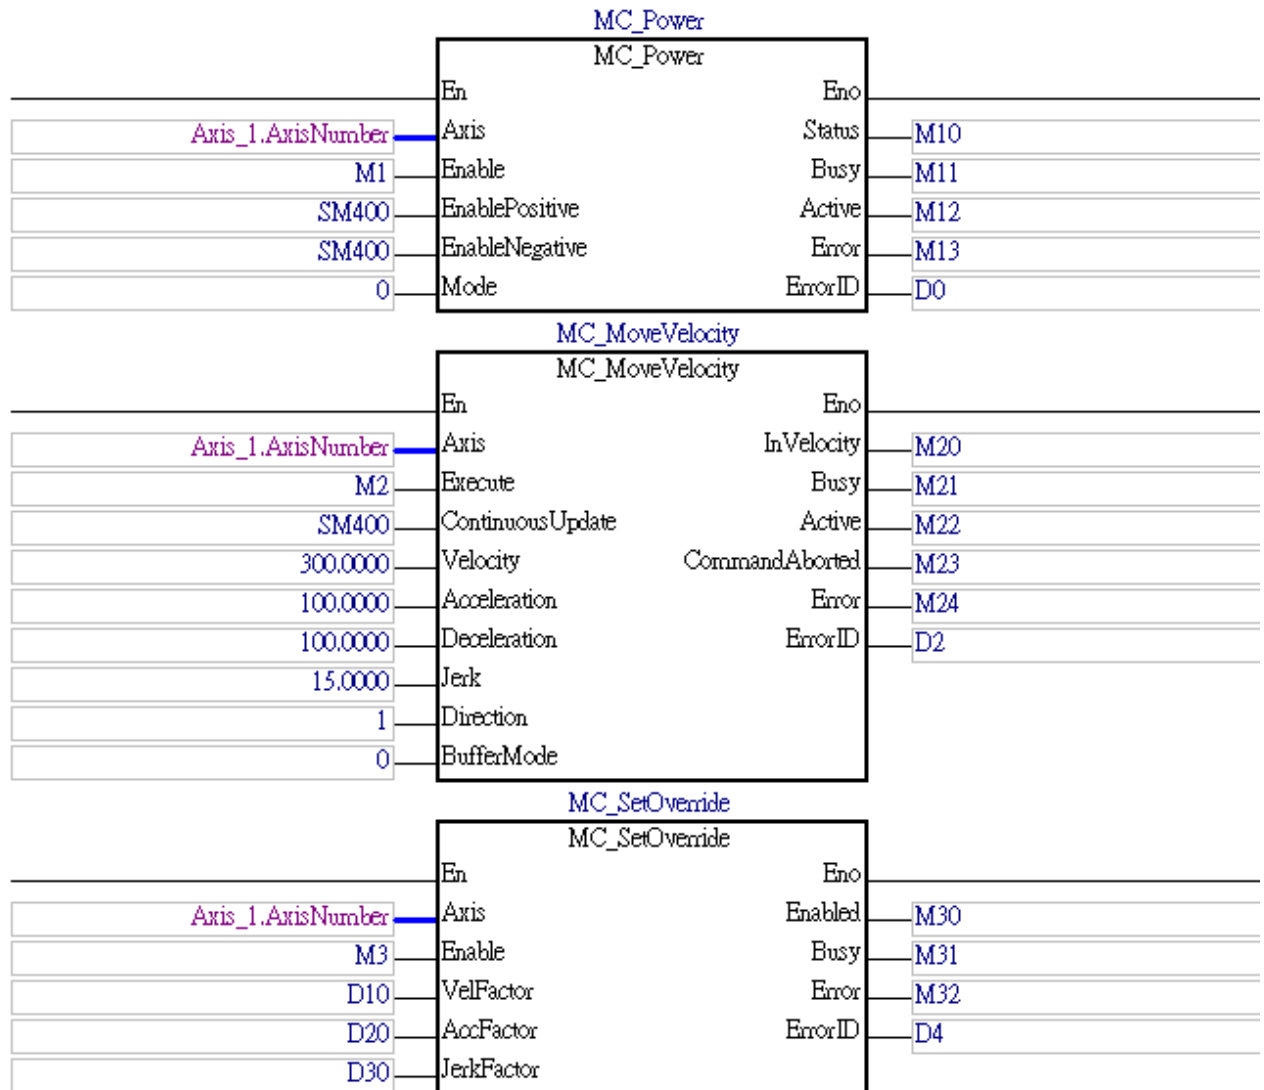 MC_Power
MC_Power
En Eno
Axis_1.AxisNumber Axis Status M10
M1 Enable Busy M11
SM400 EnablePositive Active M12
SM400 EnableNegative Error M13
0 Mode ErrorID D0
MC_MoveVelocity
MC_MoveVelocity
En Eno
Axis_1.AxisNumber Axis InVelocity M20
M2 Execute Busy M21
SM400 ContinuousUpdate Active M22
300.0000 Velocity CommandAborted M23
100.0000 Acceleration Error M24
100.0000 Deceleration ErrorID D2
15.0000 Jerk
1 Direction
0 BufferMode
MC_SetOverride
MC_SetOverride
En Eno
Axis_1.AxisNumber Axis Enabled M30
M3 Enable Busy M31
D10 VelFactor Error M32
D20 AccFactor ErrorID D4
D30 JerkFactor